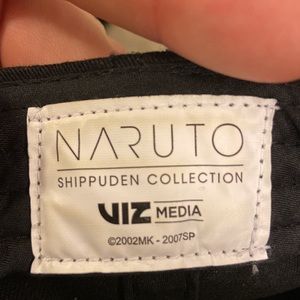 NARUTO
SHIPPUDEN COLLECTION
VIZ MEDIA
©2002MK - 2007SP